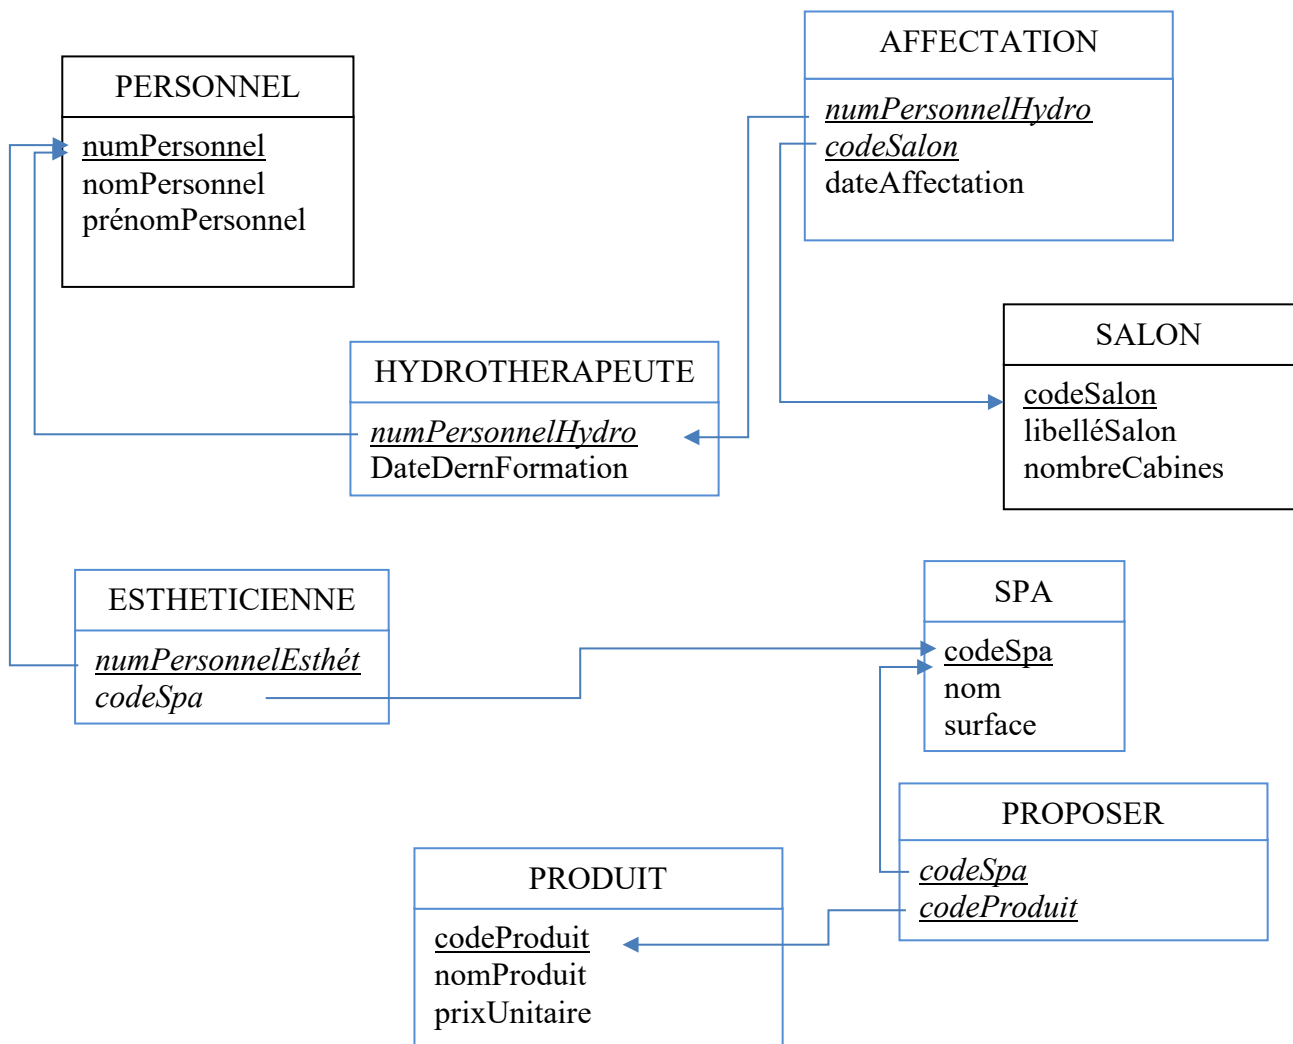 PERSONNEL
numPersonnel
nomPersonnel
prénomPersonnel
AFFECTATION
numPersonnelHydro
codeSalon
dateAffectation
HYDROTHERAPEUTE
numPersonnelHydro
DateDernFormation
SALON
codeSalon
libelléSalon
nombreCabines
ESTHETICIENNE
numPersonnelEsthét
codeSpa
SPA
codeSpa
nom
surface
PROPOSER
codeSpa
codeProduit
PRODUIT
codeProduit
nomProduit
prixUnitaire